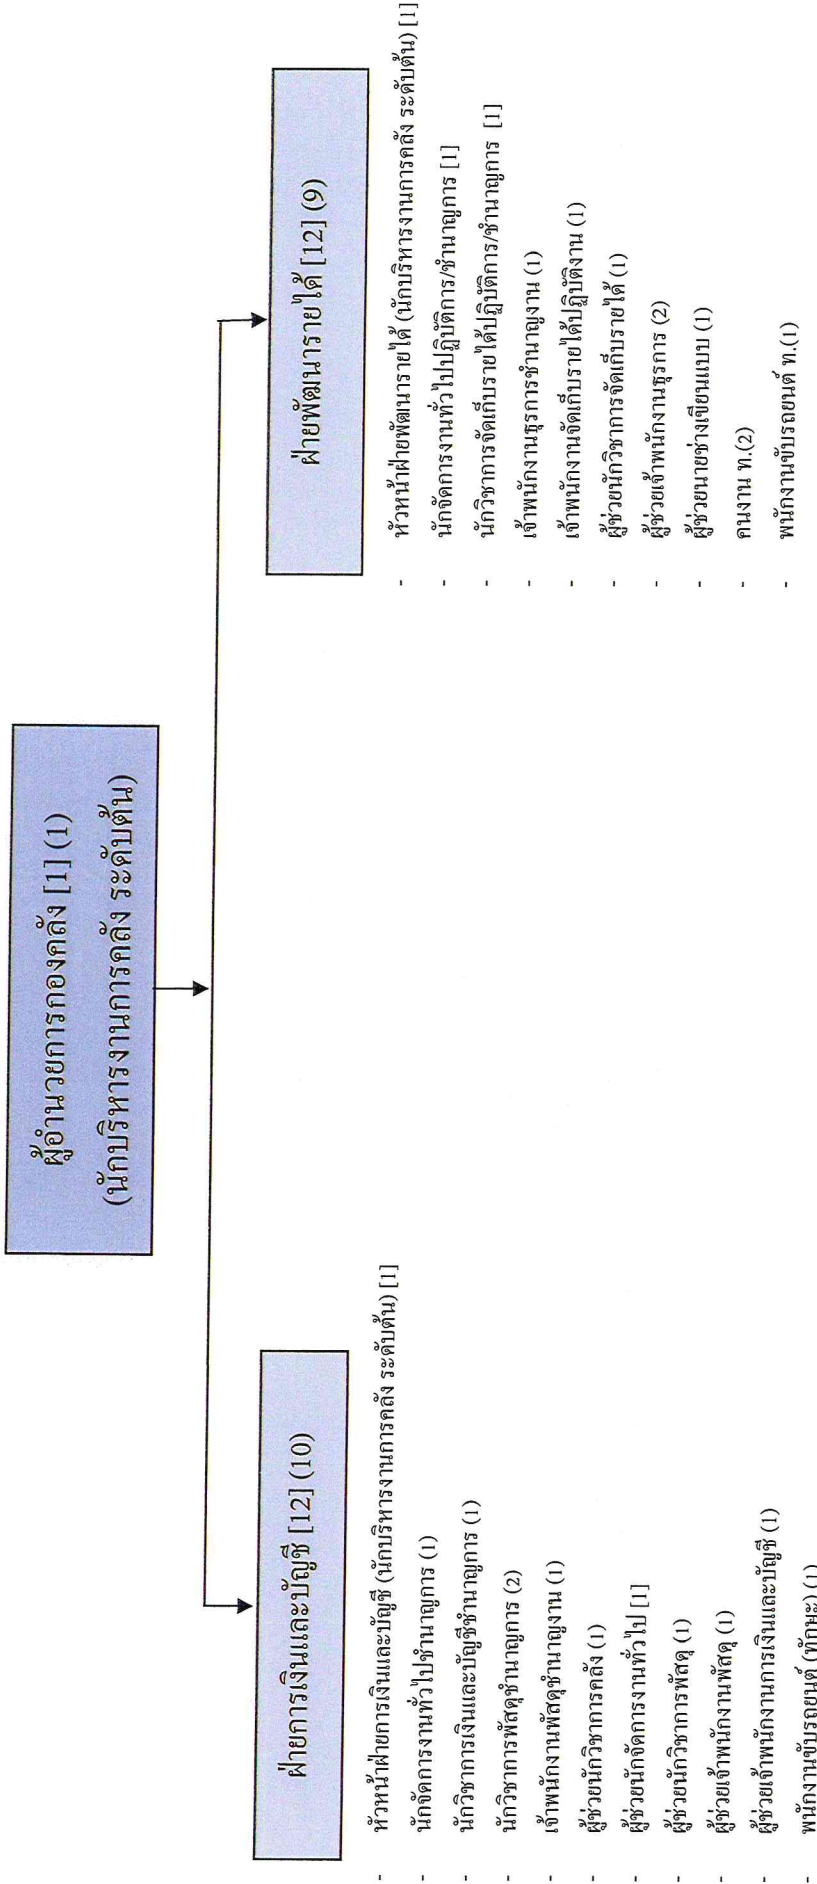 ผู้อำนวยการกองคลัง [1] (1)
(นักบริหารงานการคลัง ระดับต้น)
ฝ่ายการเงินและบัญชี [12] (10)
- หัวหน้าฝ่ายการเงินและบัญชี (นักบริหารงานการคลัง ระดับต้น) [1]
- นักจัดการงานทั่วไปชำนาญการ (1)
- นักวิชาการเงินและบัญชีชำนาญการ (1)
- นักวิชาการพัสดุชำนาญการ (2)
- เจ้าพนักงานพัสดุชำนาญงาน (1)
- ผู้ช่วยนักวิชาการคลัง (1)
- ผู้ช่วยนักจัดการงานทั่วไป [1]
- ผู้ช่วยนักวิชาการพัสดุ (1)
- ผู้ช่วยเจ้าพนักงานพัสดุ (1)
- ผู้ช่วยเจ้าพนักงานการเงินและบัญชี (1)
- พนักงานขับรถยนต์ (ทักษะ) (1)
ฝ่ายพัฒนารายได้ [12] (9)
- หัวหน้าฝ่ายพัฒนารายได้ (นักบริหารงานการคลัง ระดับต้น) [1]
- นักจัดการงานทั่วไปปฏิบัติการ/ชำนาญการ [1]
- นักวิชาการจัดเก็บรายได้ปฏิบัติการ/ชำนาญการ [1]
- เจ้าพนักงานธุรการชำนาญงาน (1)
- เจ้าพนักงานจัดเก็บรายได้ปฏิบัติงาน (1)
- ผู้ช่วยนักวิชาการจัดเก็บรายได้ (1)
- ผู้ช่วยเจ้าพนักงานธุรการ (2)
- ผู้ช่วยนายช่างเขียนแบบ (1)
- คนงาน ท.(2)
- พนักงานขับรถยนต์ ท.(1)